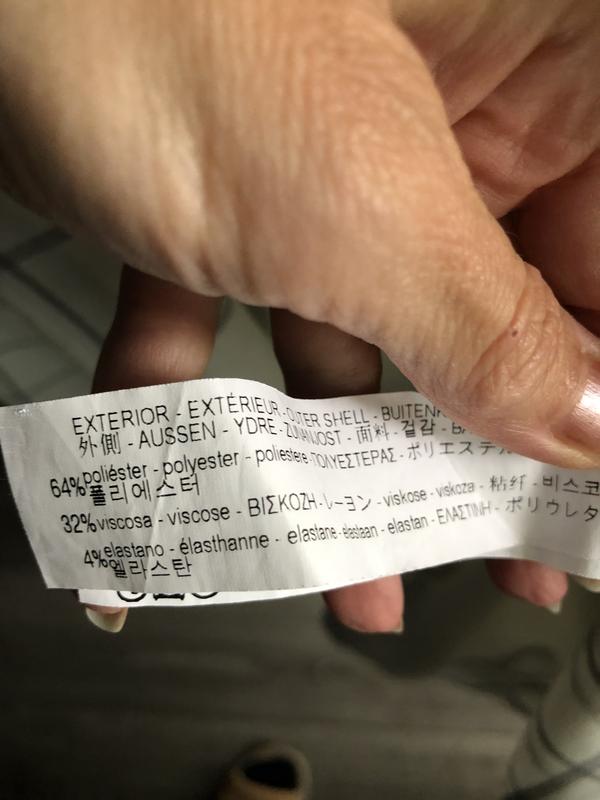 EXTERIOR - EXTÉRIEUR - OUTER SHELL -
外側 - AUSSEN - YDRE - ZUNANJOST - 面料 - 겉감 -
64% poliéster - polyester - poliestere - ΠΟΛΥΕΣΤΕΡΑΣ - ポリエステル
폴리에스터
32% viscosa - viscose - ΒΙΣΚΟΖΗ - レーヨン - viskose - viskoza - 粘纤 - 비스코
4% elastano - élasthanne - elastane - elastaan - elastan - ΕΛΑΣΤΙΝΗ - ポリウレタ
엘라스탄